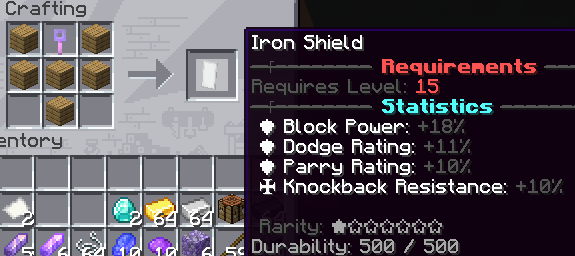 Crafting
Iron Shield
Requirements
Requires Level: 15
Statistics
Block Power: +18%
Dodge Rating: +11%
Parry Rating: +10%
Knockback Resistance: +10%
entory
2 2 64 64
Rarity: ★☆☆☆☆☆☆
5 6 64 10 10 6 59
Durability: 500 / 500